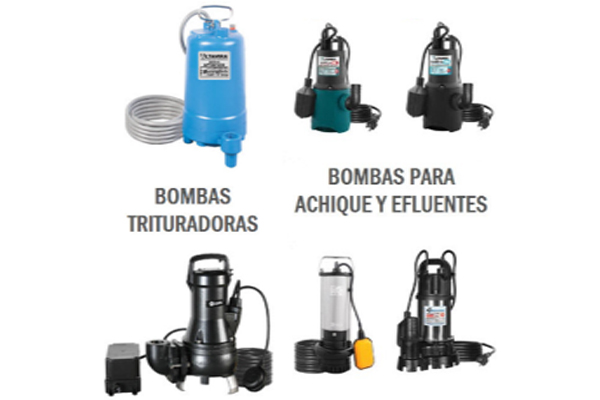 BOMBAS
TRITURADORAS
BOMBAS PARA
ACHIQUE Y EFLUENTES